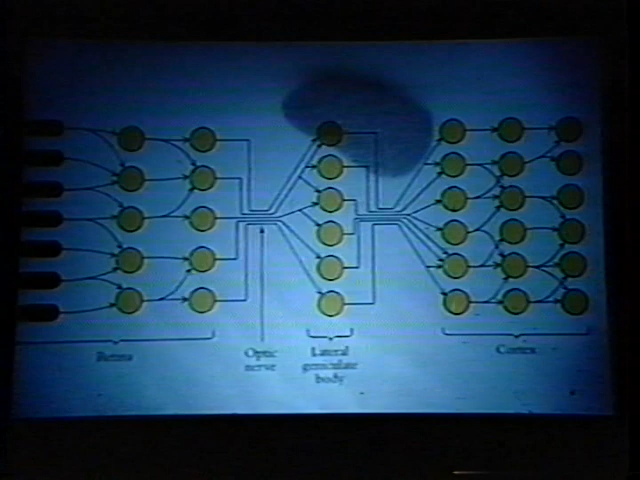 Retina
Optic
nerve
Lateral
geniculate
body
Cortex